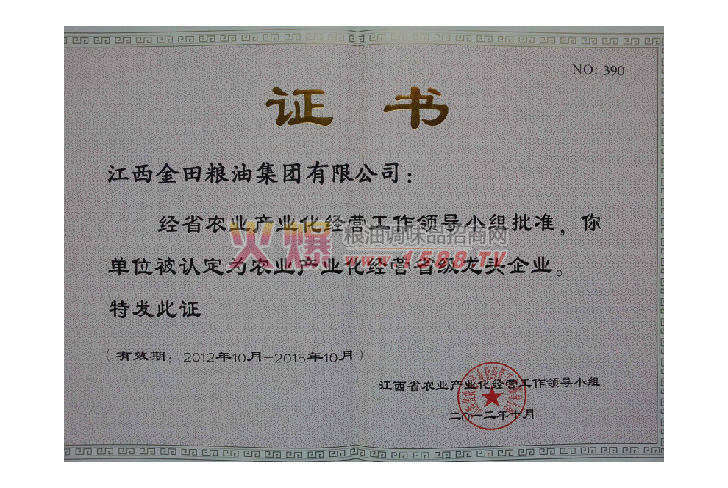 NO: 390
证书
江西金田粮油集团有限公司：
经省农业产业化经营工作领导小组批准，你
单位被认定为农业产业化经营省级龙头企业。
特发此证
（有效期：2012年10月-2015年10月）
江西省农业产业化经营工作领导小组
二〇一二年十月
火爆 粮油调味品招商网
www.4588.TV